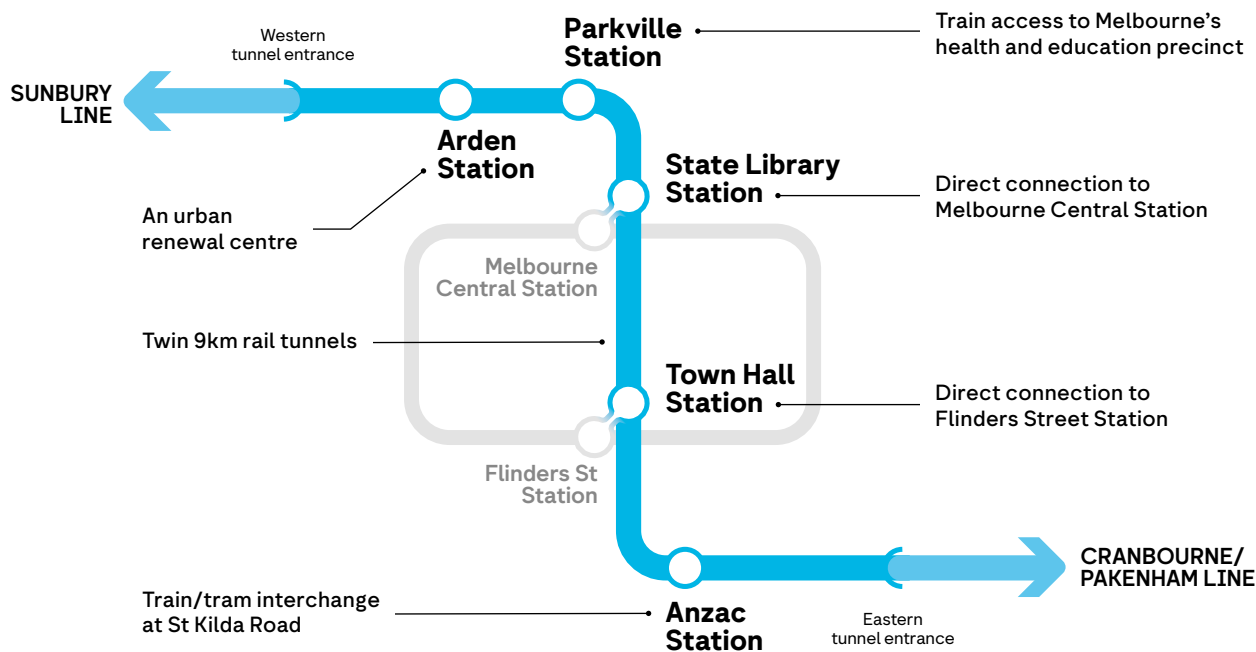 Parkville
Station
Train access to Melbourne's
health and education precinct
Western
tunnel entrance
SUNBURY
LINE
Arden
Station
State Library
Station
Direct connection to
Melbourne Central Station
An urban
renewal centre
Melbourne
Central Station
Twin 9km rail tunnels
Town Hall
Station
Direct connection to
Flinders Street Station
Flinders St
Station
CRANBOURNE/
PAKENHAM LINE
Train/tram interchange
at St Kilda Road
Anzac
Station
Eastern
tunnel entrance